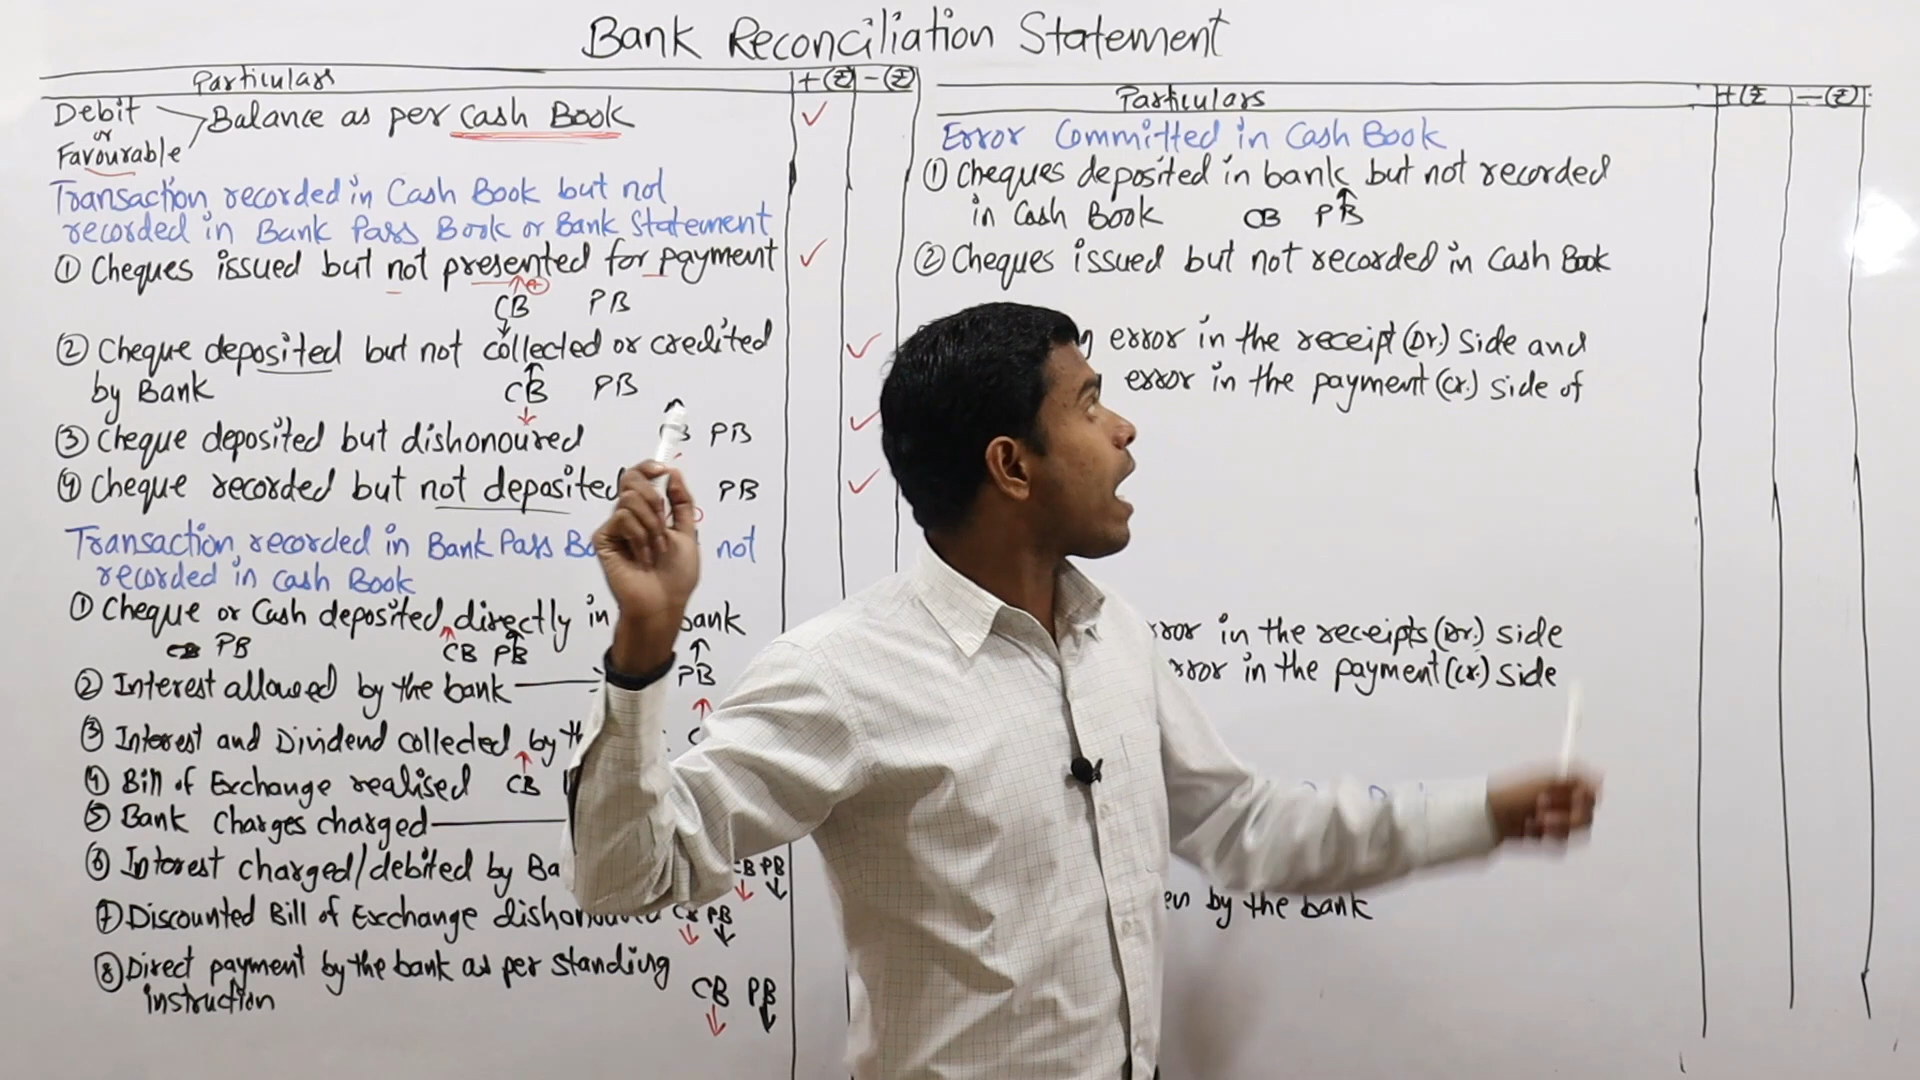 Bank Reconciliation Statement
Particulars +(₹) -(₹)
Debit
or
Favourable
Balance as per Cash Book
Transaction recorded in Cash Book but not
recorded in Bank Pass Book or Bank Statement
① Cheques issued but not presented for payment
CB PB
② Cheque deposited but not collected or credited
by Bank CB PB
③ Cheque deposited but dishonoured PB
④ Cheque recorded but not deposited PB
Transaction recorded in Bank Pass not
recorded in Cash Book
① Cheque or Cash deposited directly in bank
CB PB CB PB
② Interest allowed by the bank PB
③ Interest and Dividend collected by
④ Bill of Exchange realised CB
⑤ Bank Charges charged
⑥ Interest charged/debited by
CB PB
⑦ Discounted Bill of Exchange PB
⑧ Direct payment by the bank as per standing
instruction CB PB
Particulars +(₹ -(₹)
Error Committed in Cash Book
① Cheques deposited in bank but not recorded
in Cash Book CB PB
② Cheques issued but not recorded in Cash Book
error in the receipt (Dr.) side and
error in the payment (Cr.) side of
in the receipts (Dr.) side
in the payment (Cr.) side
by the bank